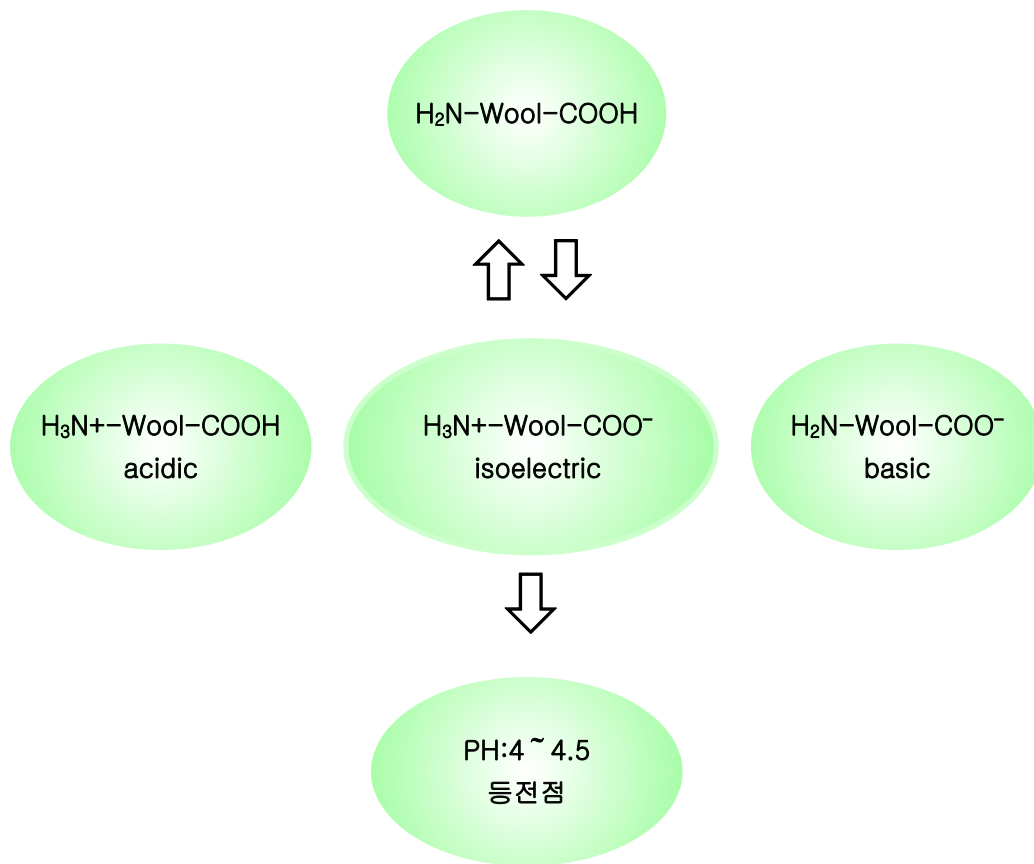 H₂N-Wool-COOH
H₃N+-Wool-COOH
acidic
H₃N+-Wool-COO⁻
isoelectric
H₂N-Wool-COO⁻
basic
PH:4 ~ 4.5
등전점